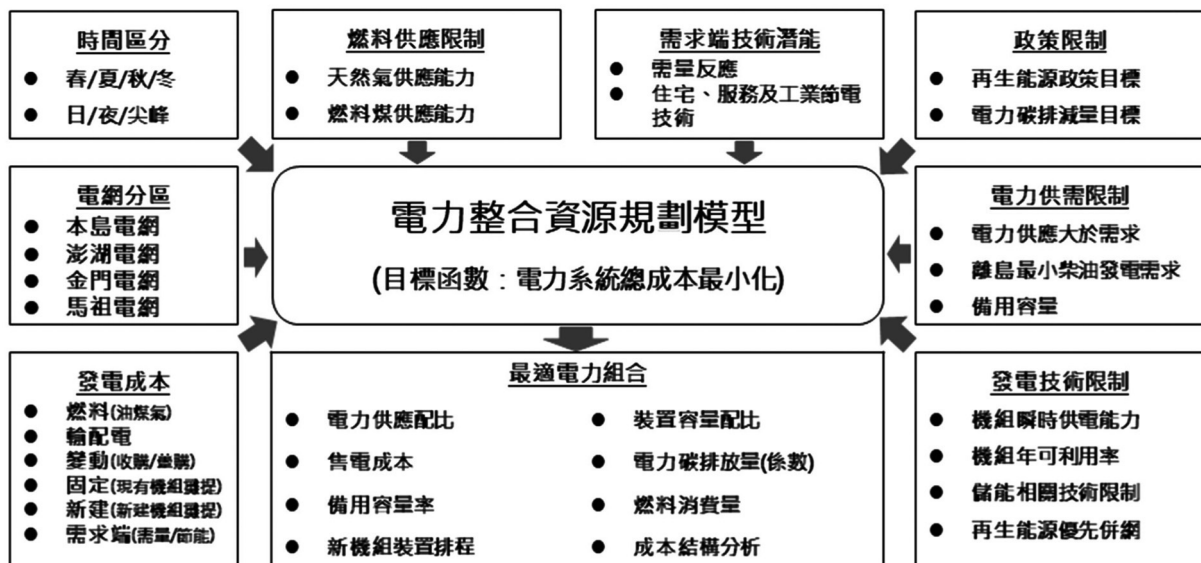 時間區分
● 春/夏/秋/冬
● 日/夜/尖峰
燃料供應限制
● 天然氣供應能力
● 燃料煤供應能力
需求端技術潛能
● 需量反應
● 住宅、服務及工業節電
技術
政策限制
● 再生能源政策目標
● 電力碳排減量目標
電網分區
● 本島電網
● 澎湖電網
● 金門電網
● 馬祖電網
電力整合資源規劃模型
(目標函數：電力系統總成本最小化)
電力供需限制
● 電力供應大於需求
● 離島最小柴油發電需求
● 備用容量
發電成本
● 燃料(油煤氣)
● 輸配電
● 變動(收購/躉購)
● 固定(現有機組攤提)
● 新建(新建機組攤提)
● 需求端(需量/節能)
最適電力組合
● 電力供應配比
● 售電成本
● 備用容量率
● 新機組裝置排程
● 裝置容量配比
● 電力碳排放量(係數)
● 燃料消費量
● 成本結構分析
發電技術限制
● 機組瞬時供電能力
● 機組年可利用率
● 儲能相關技術限制
● 再生能源優先併網